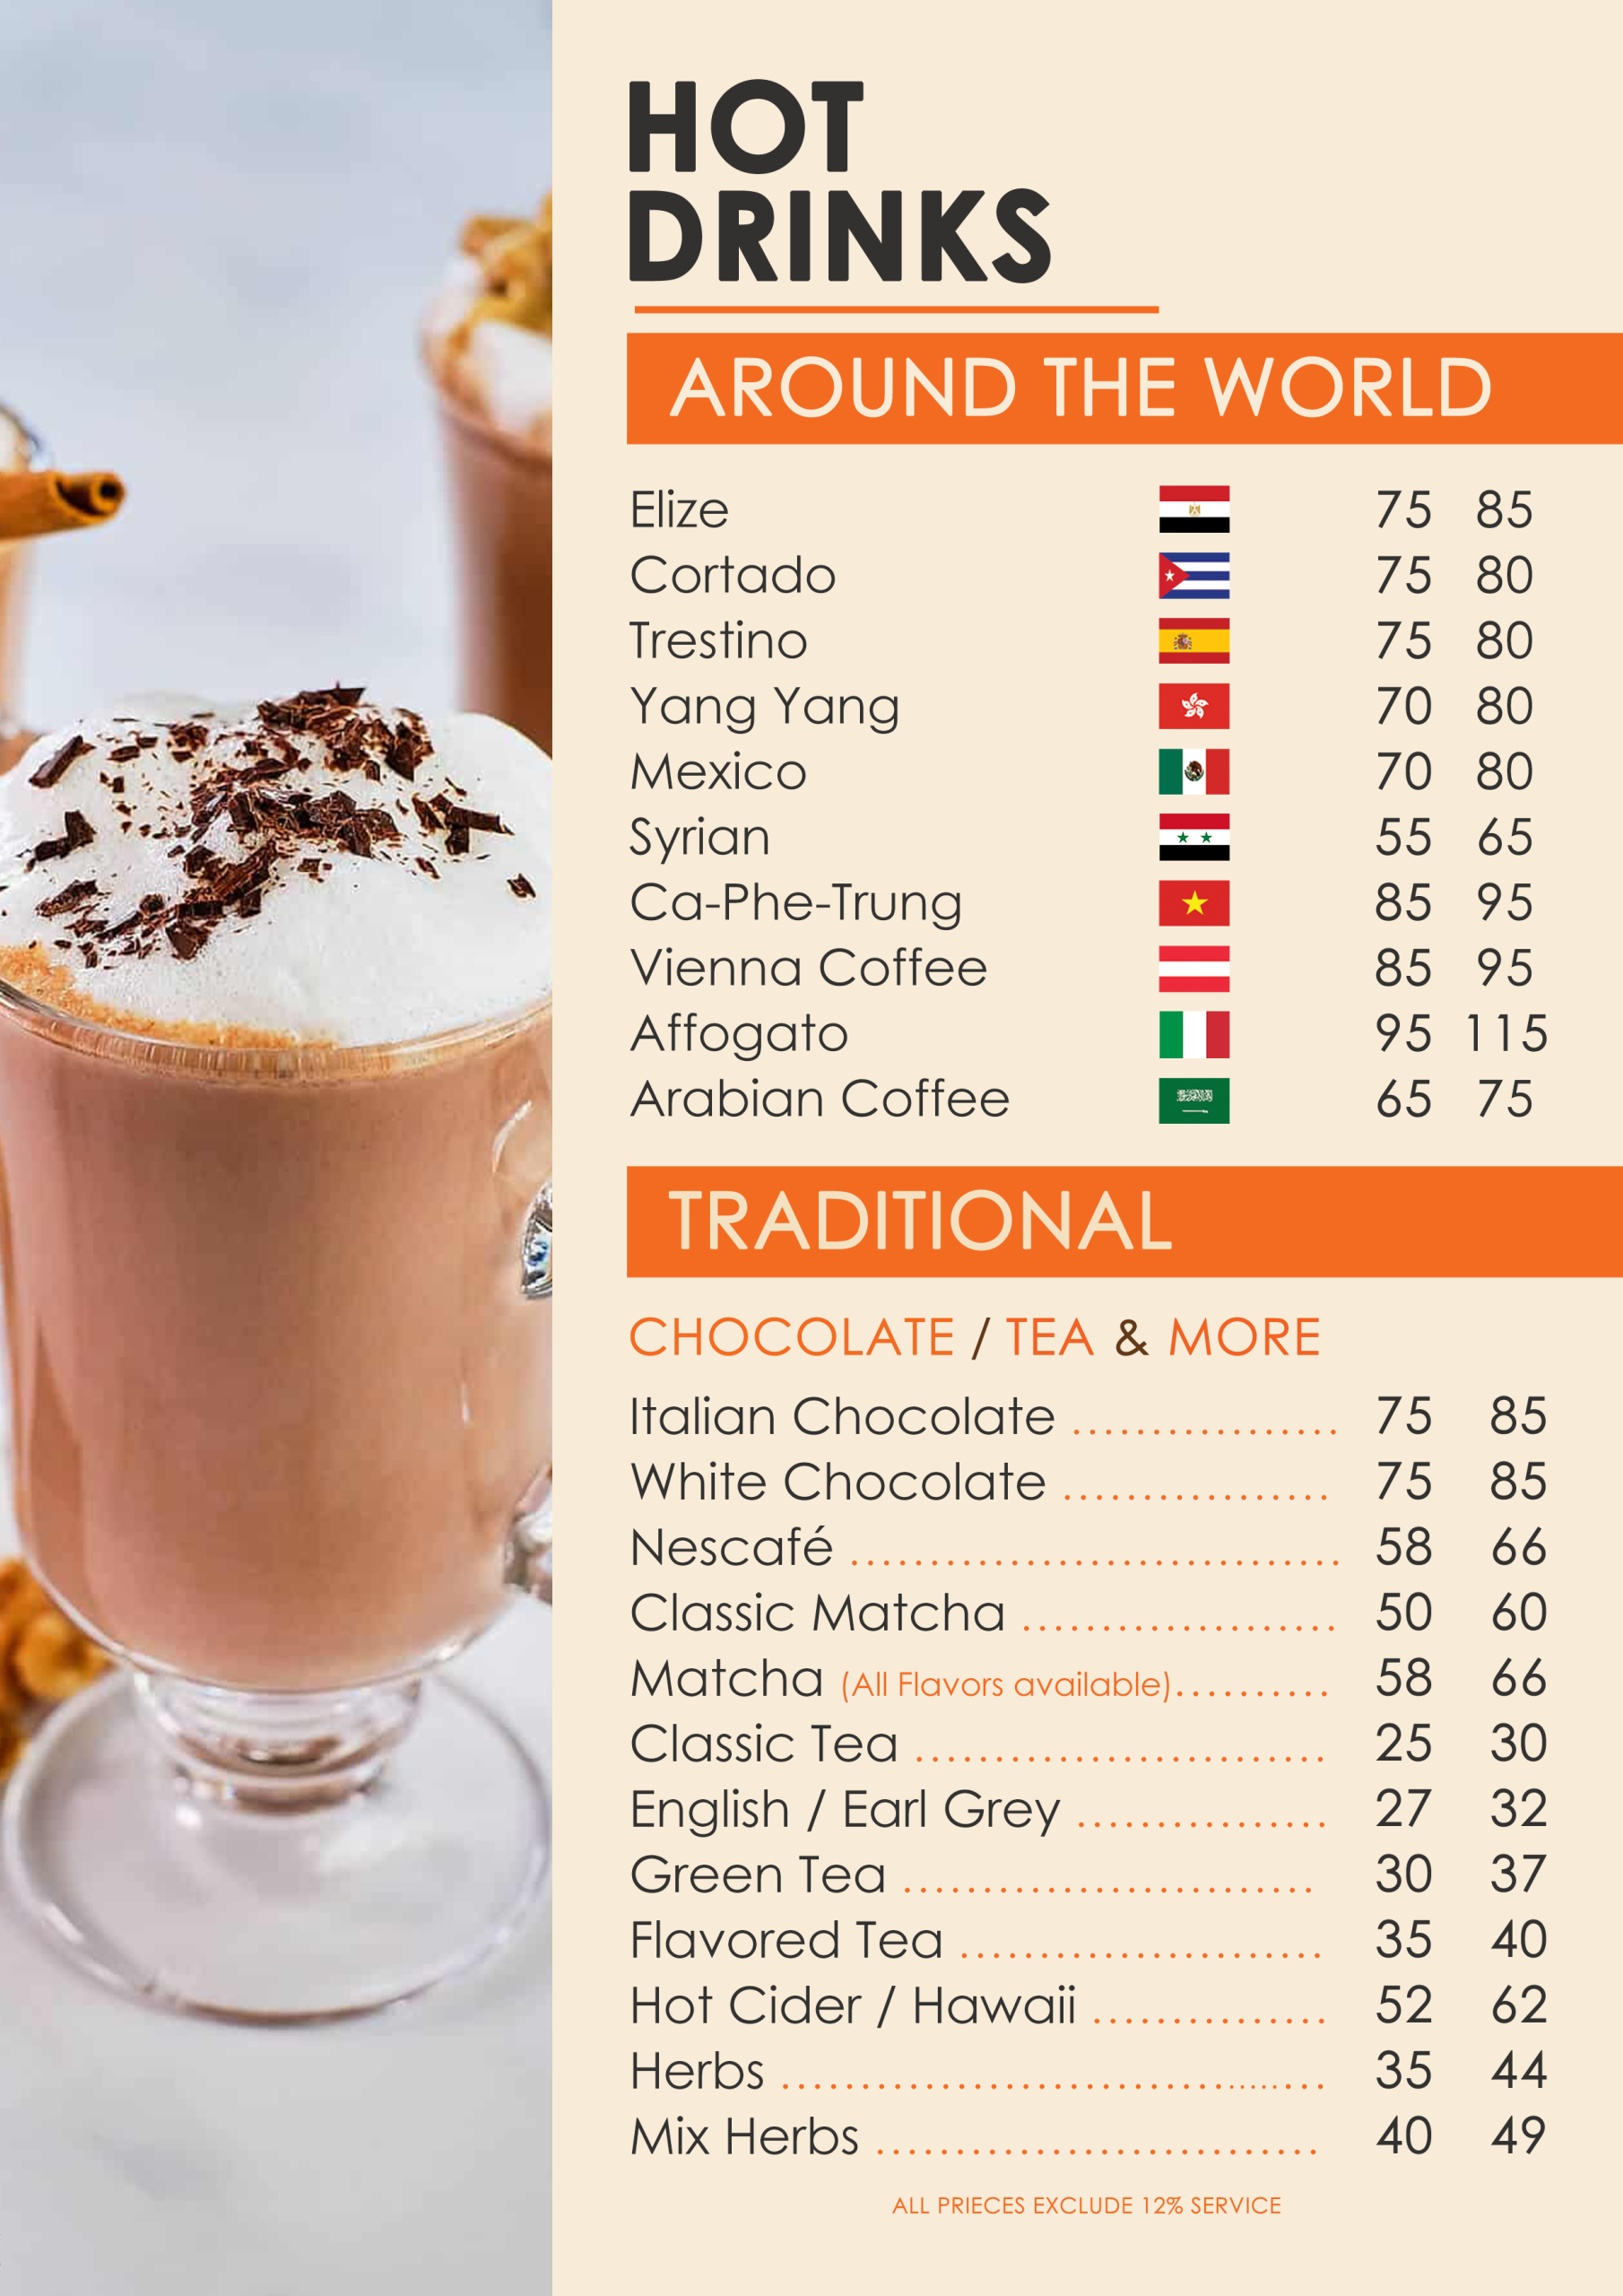 HOT
DRINKS
AROUND THE WORLD
Elize 75 85
Cortado 75 80
Trestino 75 80
Yang Yang 70 80
Mexico 70 80
Syrian 55 65
Ca-Phe-Trung 85 95
Vienna Coffee 85 95
Affogato 95 115
Arabian Coffee 65 75
TRADITIONAL
CHOCOLATE / TEA & MORE
Italian Chocolate ................. 75 85
White Chocolate ................. 75 85
Nescafé ............................... 58 66
Classic Matcha .................... 50 60
Matcha (All Flavors available).......... 58 66
Classic Tea .......................... 25 30
English / Earl Grey ................ 27 32
Green Tea .......................... 30 37
Flavored Tea ....................... 35 40
Hot Cider / Hawaii ............... 52 62
Herbs ..................................... 35 44
Mix Herbs ............................ 40 49
ALL PRIECES EXCLUDE 12% SERVICE